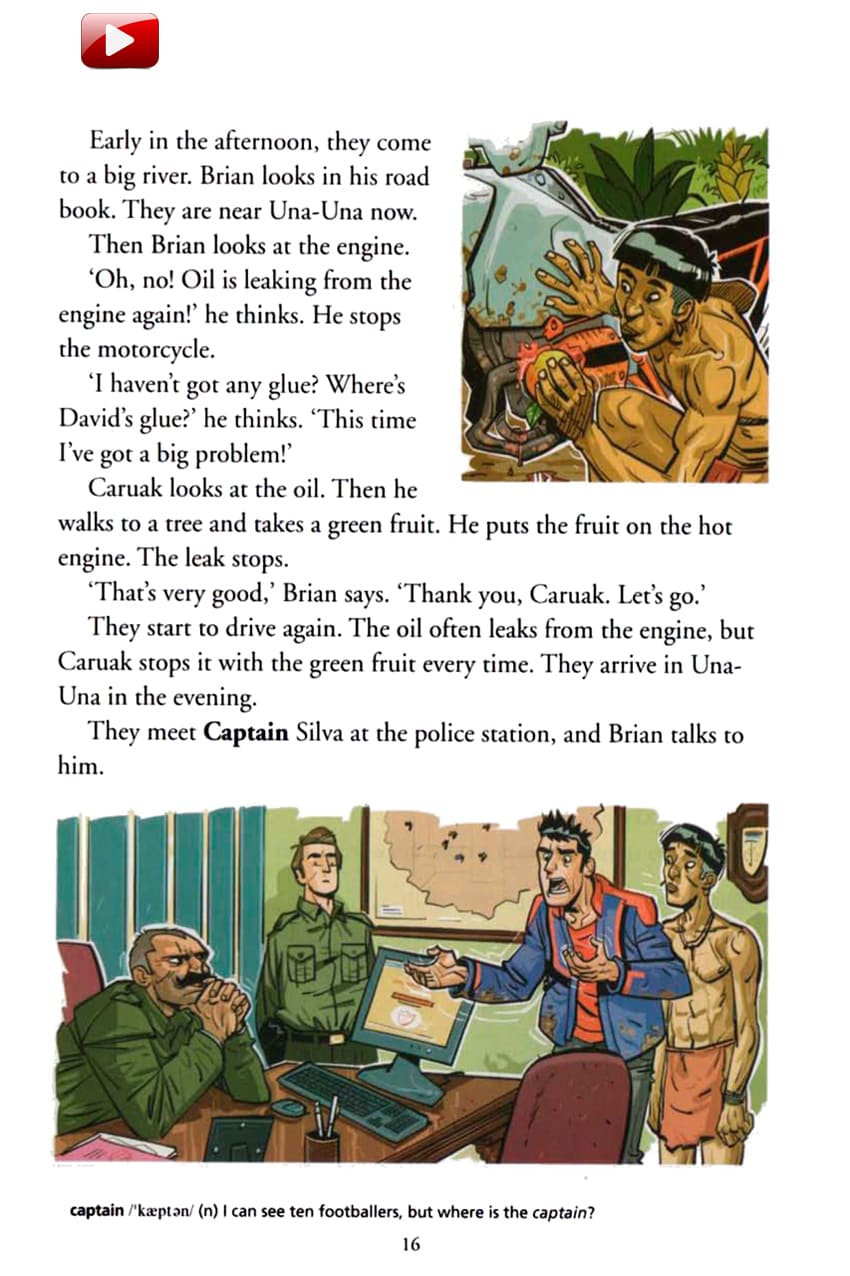 Early in the afternoon, they come
to a big river. Brian looks in his road
book. They are near Una-Una now.
Then Brian looks at the engine.
‘Oh, no! Oil is leaking from the
engine again!’ he thinks. He stops
the motorcycle.
‘I haven’t got any glue? Where’s
David’s glue?’ he thinks. ‘This time
I’ve got a big problem!’
Caruak looks at the oil. Then he
walks to a tree and takes a green fruit. He puts the fruit on the hot
engine. The leak stops.
‘That’s very good,’ Brian says. ‘Thank you, Caruak. Let’s go.’
They start to drive again. The oil often leaks from the engine, but
Caruak stops it with the green fruit every time. They arrive in Una-
Una in the evening.
They meet Captain Silva at the police station, and Brian talks to
him.
captain /ˈkæptən/ (n) I can see ten footballers, but where is the captain?
16